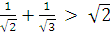 1/√2 + 1/√3 > √2